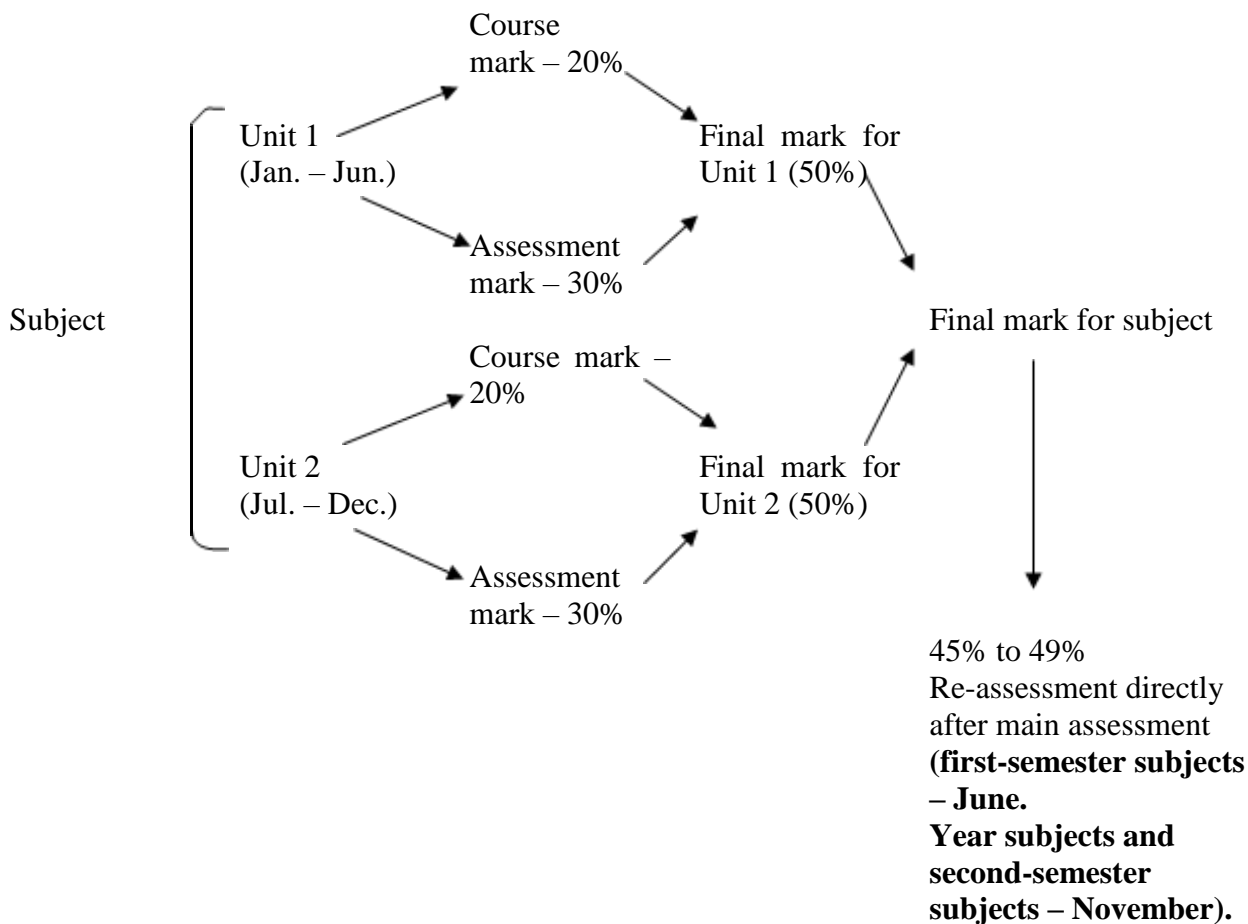 Course
mark – 20%
Unit 1
(Jan. – Jun.)
Final mark for
Unit 1 (50%)
Assessment
mark – 30%
Subject
Final mark for subject
Course mark –
20%
Unit 2
(Jul. – Dec.)
Final mark for
Unit 2 (50%)
Assessment
mark – 30%
45% to 49%
Re-assessment directly
after main assessment
(first-semester subjects
– June.
Year subjects and
second-semester
subjects – November).